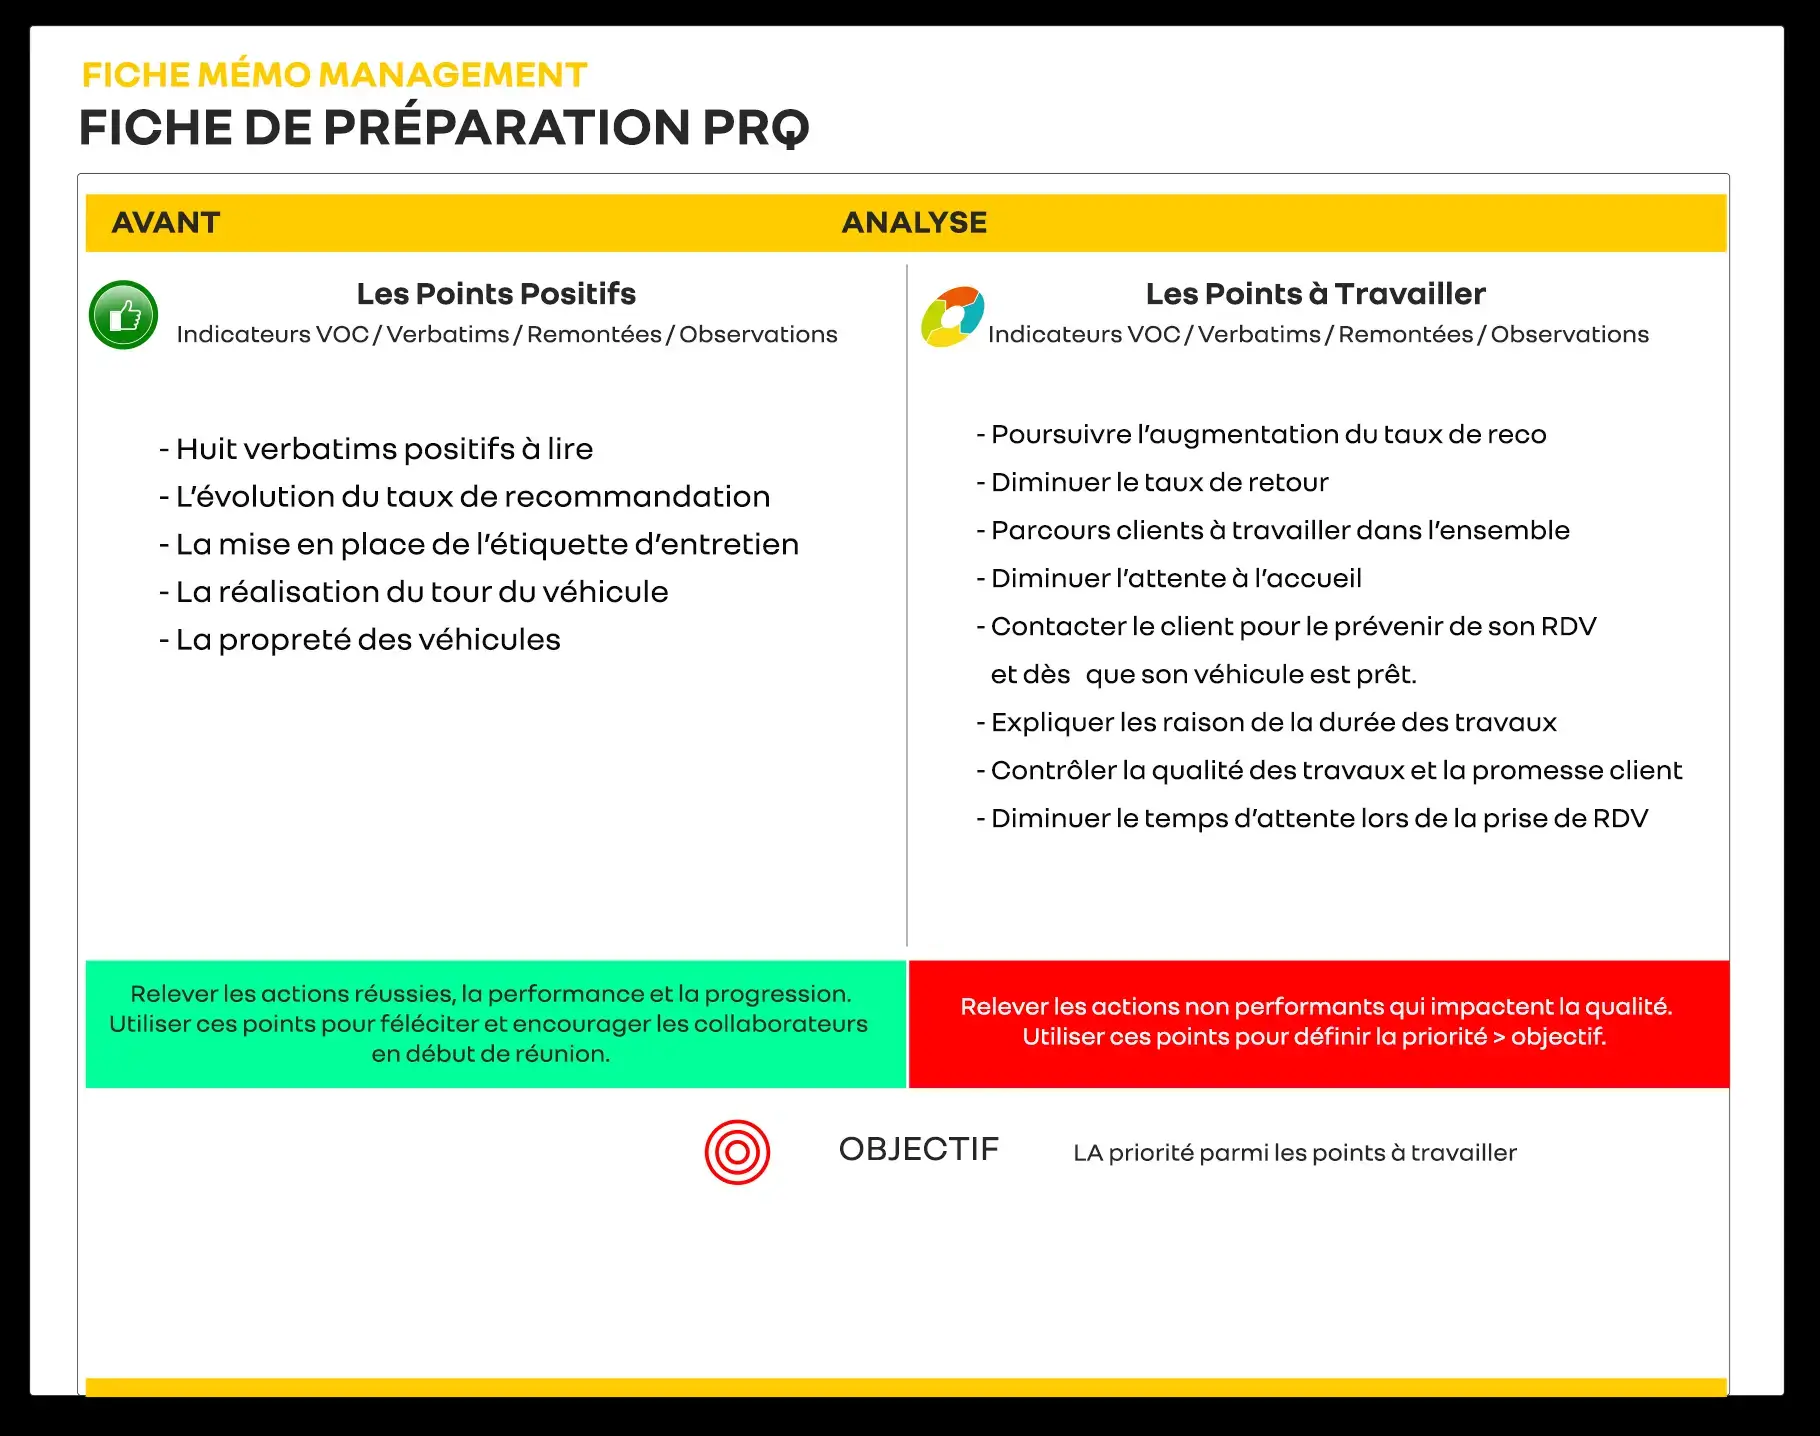 FICHE MÉMO MANAGEMENT
FICHE DE PRÉPARATION PRQ
AVANT
ANALYSE
Les Points Positifs
Indicateurs VOC / Verbatims / Remontées / Observations
- Huit verbatims positifs à lire
- L'évolution du taux de recommandation
- La mise en place de l'étiquette d'entretien
- La réalisation du tour du véhicule
- La propreté des véhicules
Les Points à Travailler
Indicateurs VOC / Verbatims / Remontées / Observations
- Poursuivre l'augmentation du taux de reco
- Diminuer le taux de retour
- Parcours clients à travailler dans l'ensemble
- Diminuer l'attente à l'accueil
- Contacter le client pour le prévenir de son RDV
et dès que son véhicule est prêt.
- Expliquer les raison de la durée des travaux
- Contrôler la qualité des travaux et la promesse client
- Diminuer le temps d'attente lors de la prise de RDV
Relever les actions réussies, la performance et la progression.
Utiliser ces points pour féléciter et encourager les collaborateurs
en début de réunion.
Relever les actions non performants qui impactent la qualité.
Utiliser ces points pour définir la priorité > objectif.
OBJECTIF
LA priorité parmi les points à travailler